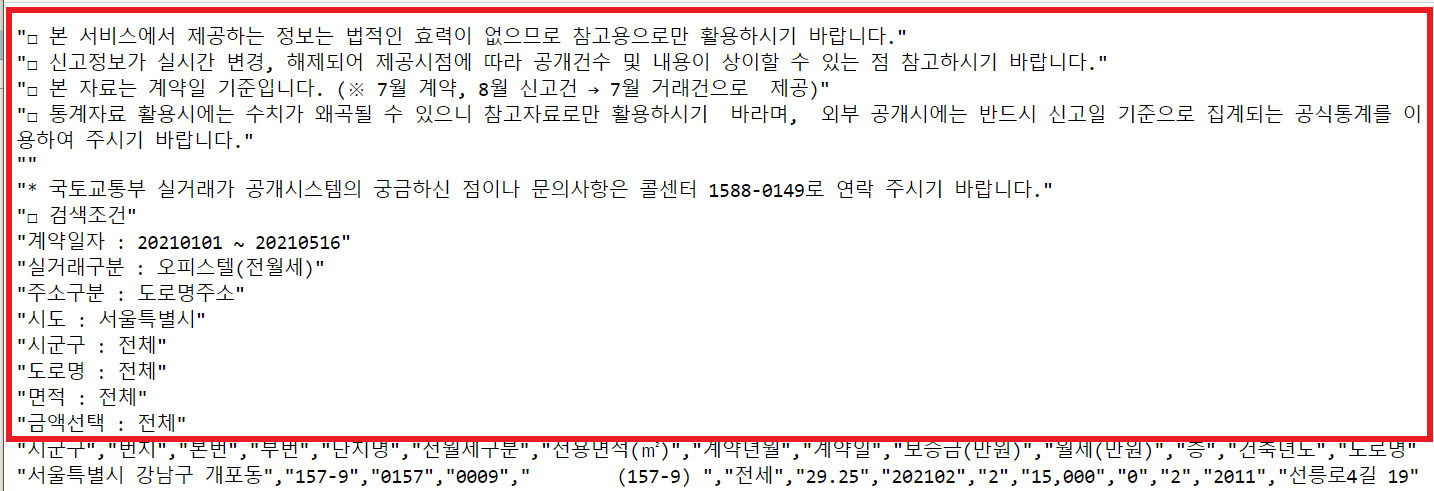 "□ 본 서비스에서 제공하는 정보는 법적인 효력이 없으므로 참고용으로만 활용하시기 바랍니다."
"□ 신고정보가 실시간 변경, 해제되어 제공시점에 따라 공개건수 및 내용이 상이할 수 있는 점 참고하시기 바랍니다."
"□ 본 자료는 계약일 기준입니다. (※ 7월 계약, 8월 신고건 → 7월 거래건으로  제공)"
"□ 통계자료 활용시에는 수치가 왜곡될 수 있으니 참고자료로만 활용하시기  바라며,  외부 공개시에는 반드시 신고일 기준으로 집계되는 공식통계를 이
용하여 주시기 바랍니다."
""
"* 국토교통부 실거래가 공개시스템의 궁금하신 점이나 문의사항은 콜센터 1588-0149로 연락 주시기 바랍니다."
"□ 검색조건"
"계약일자 : 20210101 ~ 20210516"
"실거래구분 : 오피스텔(전월세)"
"주소구분 : 도로명주소"
"시도 : 서울특별시"
"시군구 : 전체"
"도로명 : 전체"
"면적 : 전체"
"금액선택 : 전체"
"시군구","번지","본번","부번","단지명","전월세구분","전용면적(㎡)","계약년월","계약일","보증금(만원)","월세(만원)","층","건축년도","도로명"
"서울특별시 강남구 개포동","157-9","0157","0009","       (157-9) ","전세","29.25","202102","2","15,000","0","2","2011","선릉로4길 19"